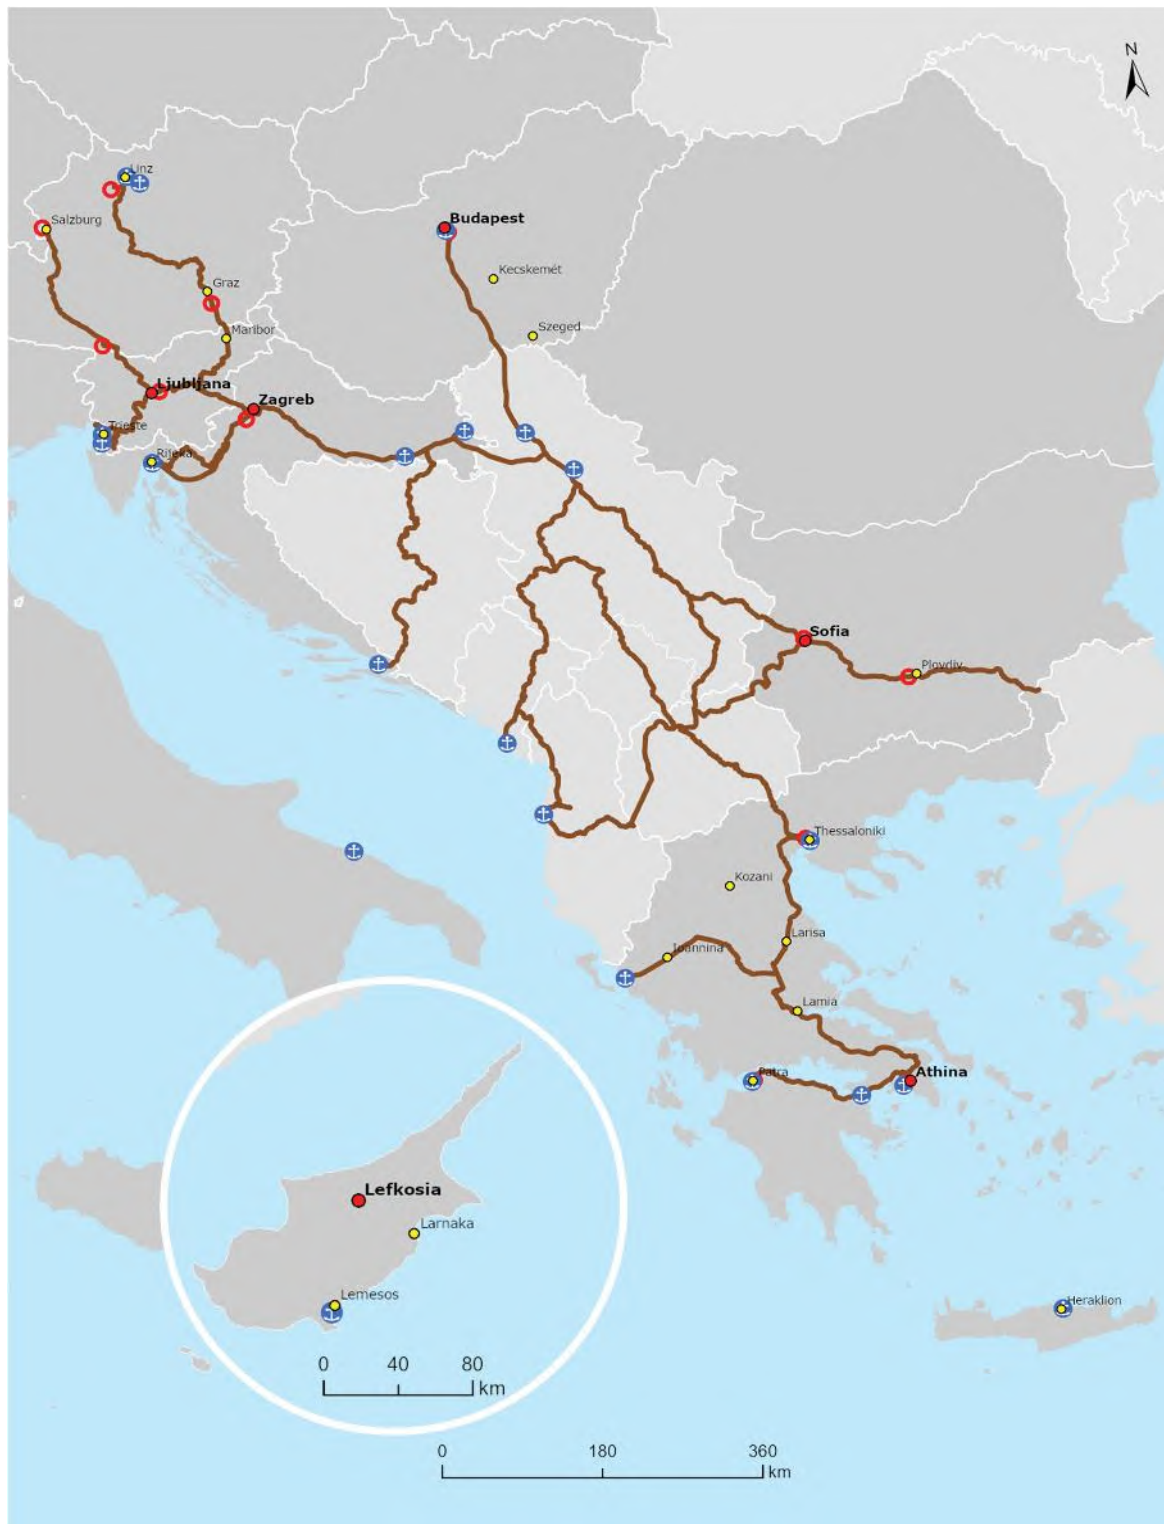 N
Linz
Salzburg
Budapest
Kecskemét
Graz
Szeged
Maribor
Ljubljana
Zagreb
Trieste
Rijeka
Sofia
Plovdiv
Thessaloniki
Kozani
Larisa
Ioannina
Lamia
Patra
Athina
Lefkosia
Larnaka
Lemesos
Heraklion
0 40 80
km
0 180 360
km